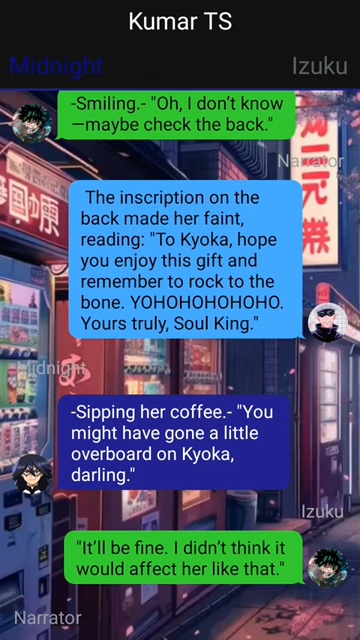 Kumar TS
Midnight
Izuku
-Smiling.- "Oh, I don’t know
—maybe check the back."
Narrator
The inscription on the
back made her faint,
reading: "To Kyoka, hope
you enjoy this gift and
remember to rock to the
bone. YOHOHOHOHOHO.
Yours truly, Soul King."
Midnight
-Sipping her coffee.- "You
might have gone a little
overboard on Kyoka,
darling."
Izuku
"It’ll be fine. I didn’t think it
would affect her like that."
Narrator